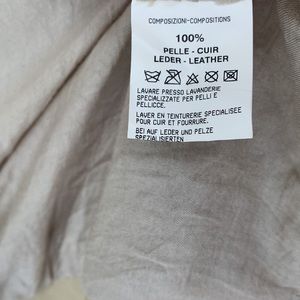 COMPOSIZIONI-COMPOSITIONS
100%
PELLE - CUIR
LEDER - LEATHER
LAVARE PRESSO LAVANDERIE
SPECIALIZZATE PER PELLI E
PELLICCE.
LAVER EN TEINTURERIE SPECIALISEE
POUR CUIR ET FOURRURE.
BEI AUF LEDER UND PELZE
SPEZIALISIERTEN